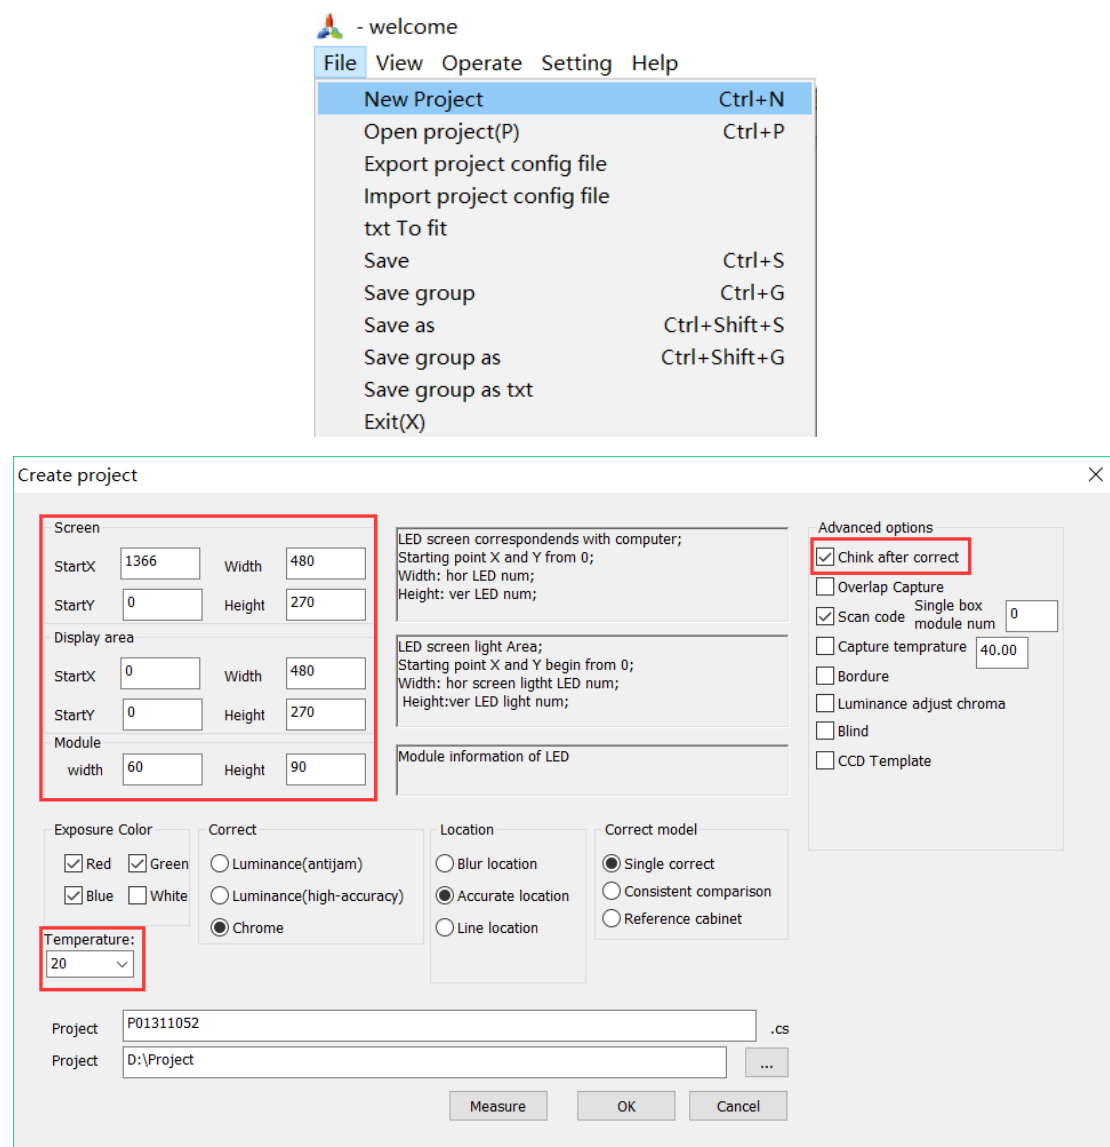 - welcome
File View Operate Setting Help
New Project Ctrl+N
Open project(P) Ctrl+P
Export project config file
Import project config file
txt To fit
Save Ctrl+S
Save group Ctrl+G
Save as Ctrl+Shift+S
Save group as Ctrl+Shift+G
Save group as txt
Exit(X)
Create project
Screen
StartX 1366 Width 480
StartY 0 Height 270
LED screen correspondends with computer;
Starting point X and Y from 0;
Width: hor LED num;
Height: ver LED num;
Display area
StartX 0 Width 480
StartY 0 Height 270
LED screen light Area;
Starting point X and Y begin from 0;
Width: hor screen ligtht LED num;
Height:ver LED light num;
Module
width 60 Height 90
Module information of LED
Advanced options
Chink after correct
Overlap Capture
Scan code Single box module num 0
Capture temprature 40.00
Bordure
Luminance adjust chroma
Blind
CCD Template
Exposure Color
Red Green
Blue White
Correct
Luminance(antijam)
Luminance(high-accuracy)
Chrome
Location
Blur location
Accurate location
Line location
Correct model
Single correct
Consistent comparison
Reference cabinet
Temperature:
20
Project P01311052 .cs
Project D:\Project ...
Measure OK Cancel